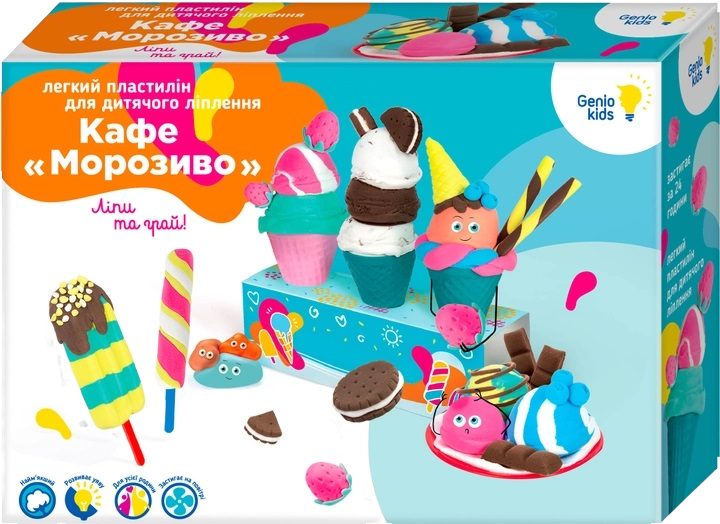 легкий пластилін для дитячого ліплення
Кафе
«Морозиво»
Ліпи та грай!
Genio
kids
легкий пластилін
для дитячого ліплення
Кафе
«Морозиво»
Ліпи
та грай!
Genio
kids
застигає
за 24
години
легкий
пластилін
для дитячого
ліплення
Найм'якший
Розвиває уяву
Для усієї родини
Застигає на повітрі